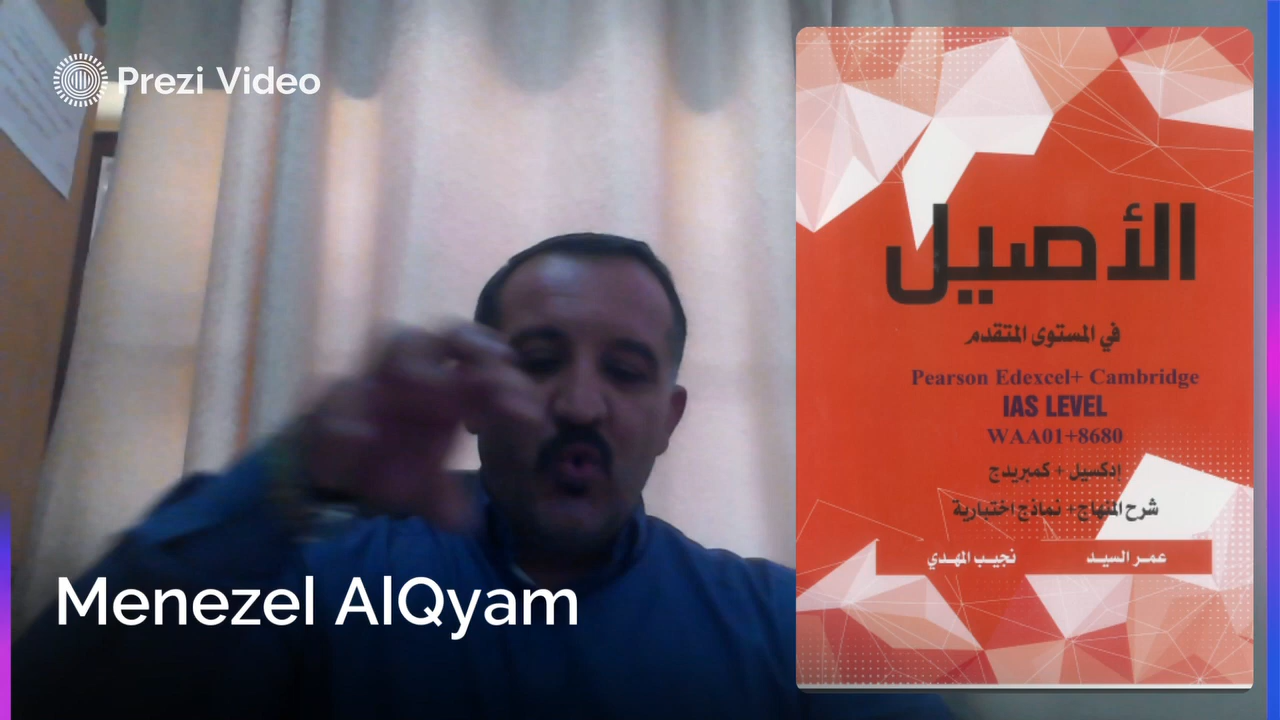 Prezi Video
الأصيل
في المستوى المتقدم
Pearson Edexcel+ Cambridge
IAS LEVEL
WAA01+8680
ادكسيل + كمبريدج
شرح المنهاج+ نماذج اختبارية
عمر السيد نجيب المهدي
Menezel AlQyam